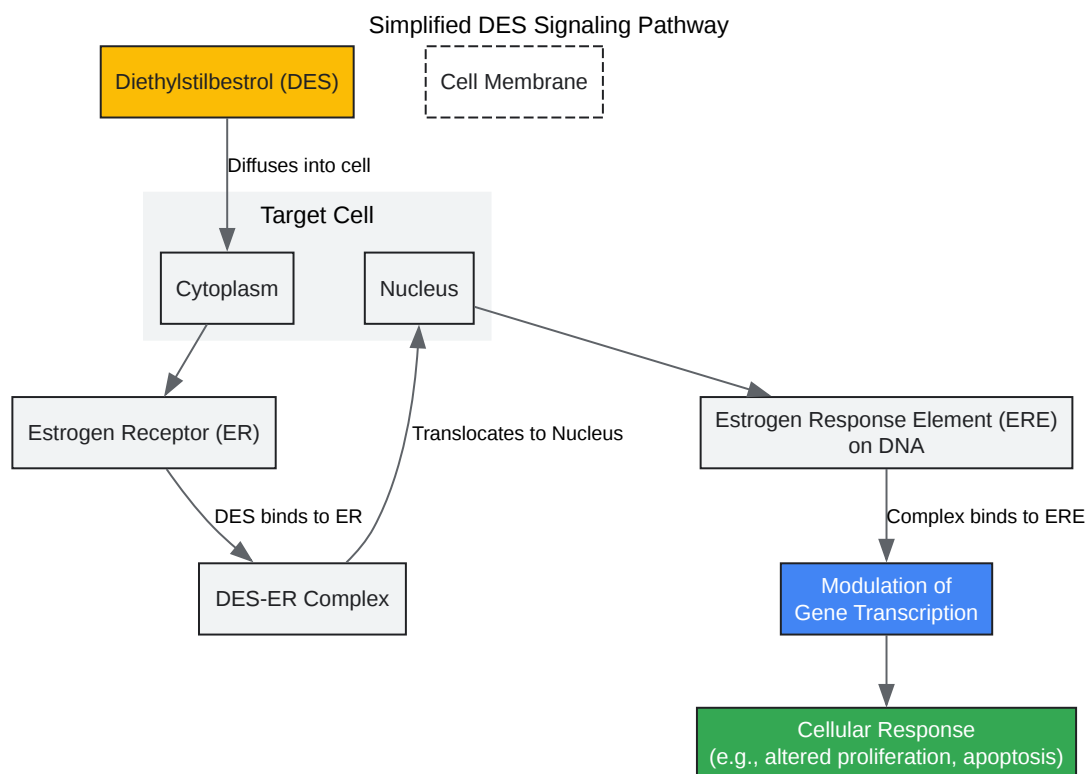 Simplified DES Signaling Pathway
Diethylstilbestrol (DES)
Cell Membrane
Diffuses into cell
Target Cell
Cytoplasm
Nucleus
Estrogen Receptor (ER)
Translocates to Nucleus
Estrogen Response Element (ERE)
on DNA
DES binds to ER
Complex binds to ERE
DES-ER Complex
Modulation of
Gene Transcription
Cellular Response
(e.g., altered proliferation, apoptosis)